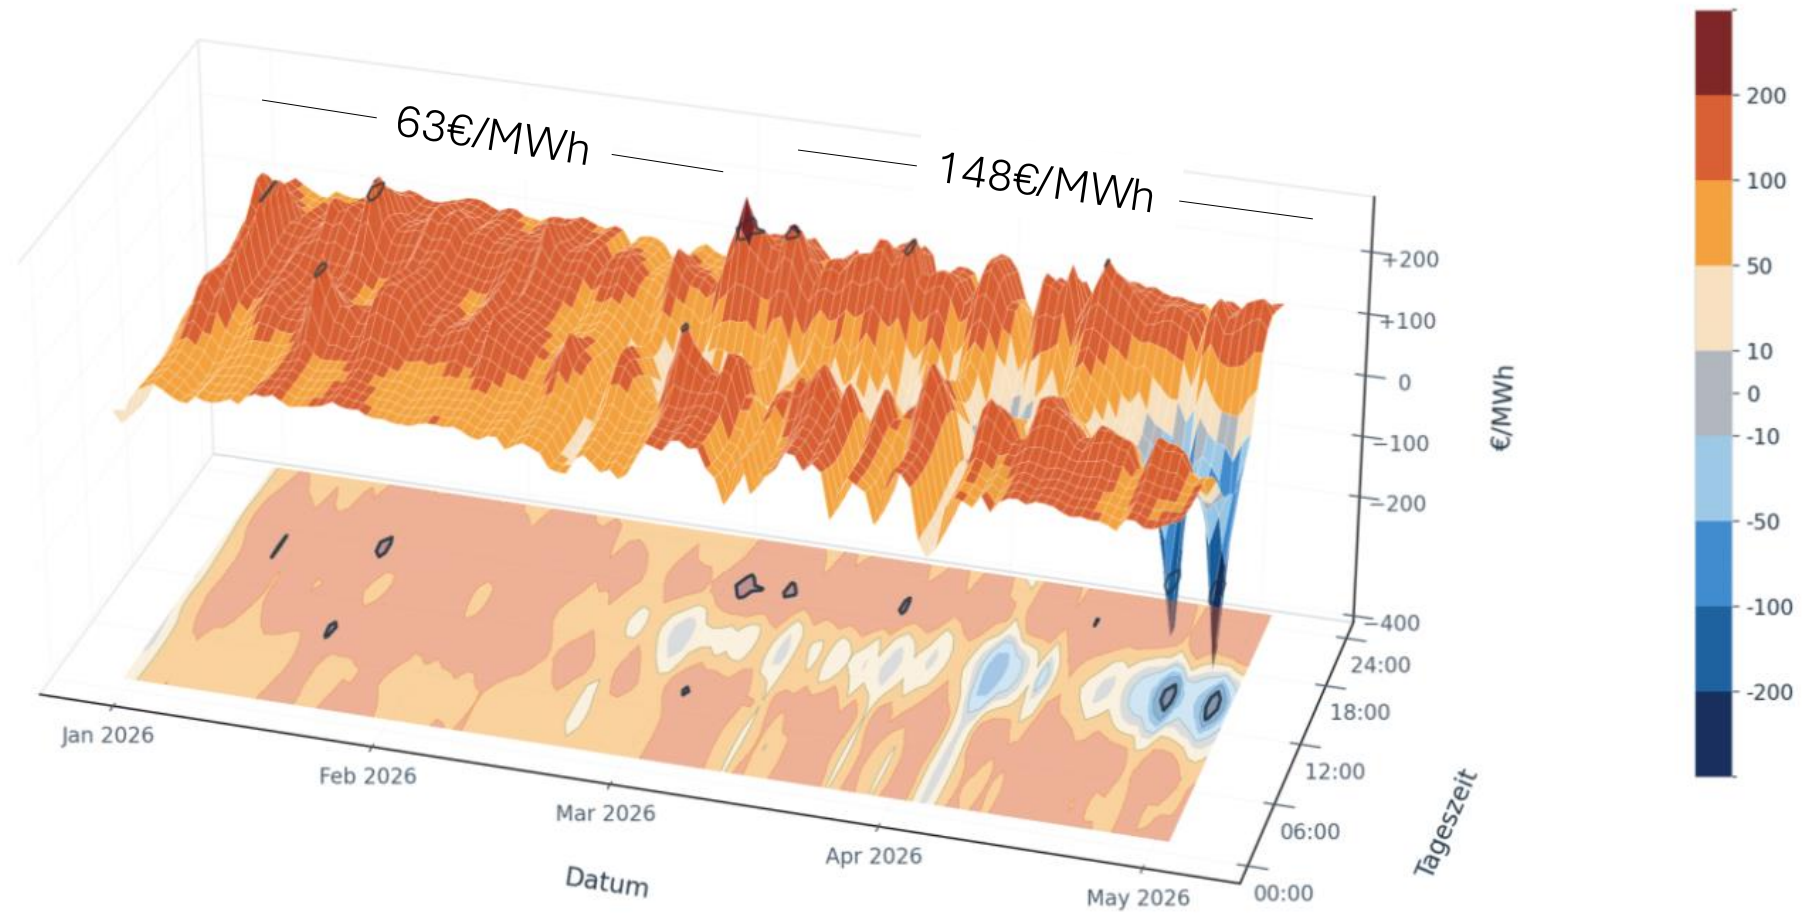 63€/MWh
148€/MWh
+200
+100
0
−100
−200
−400
€/MWh
24:00
18:00
12:00
06:00
00:00
Tageszeit
Jan 2026
Feb 2026
Mar 2026
Apr 2026
May 2026
Datum
200
100
50
10
0
-10
-50
-100
-200